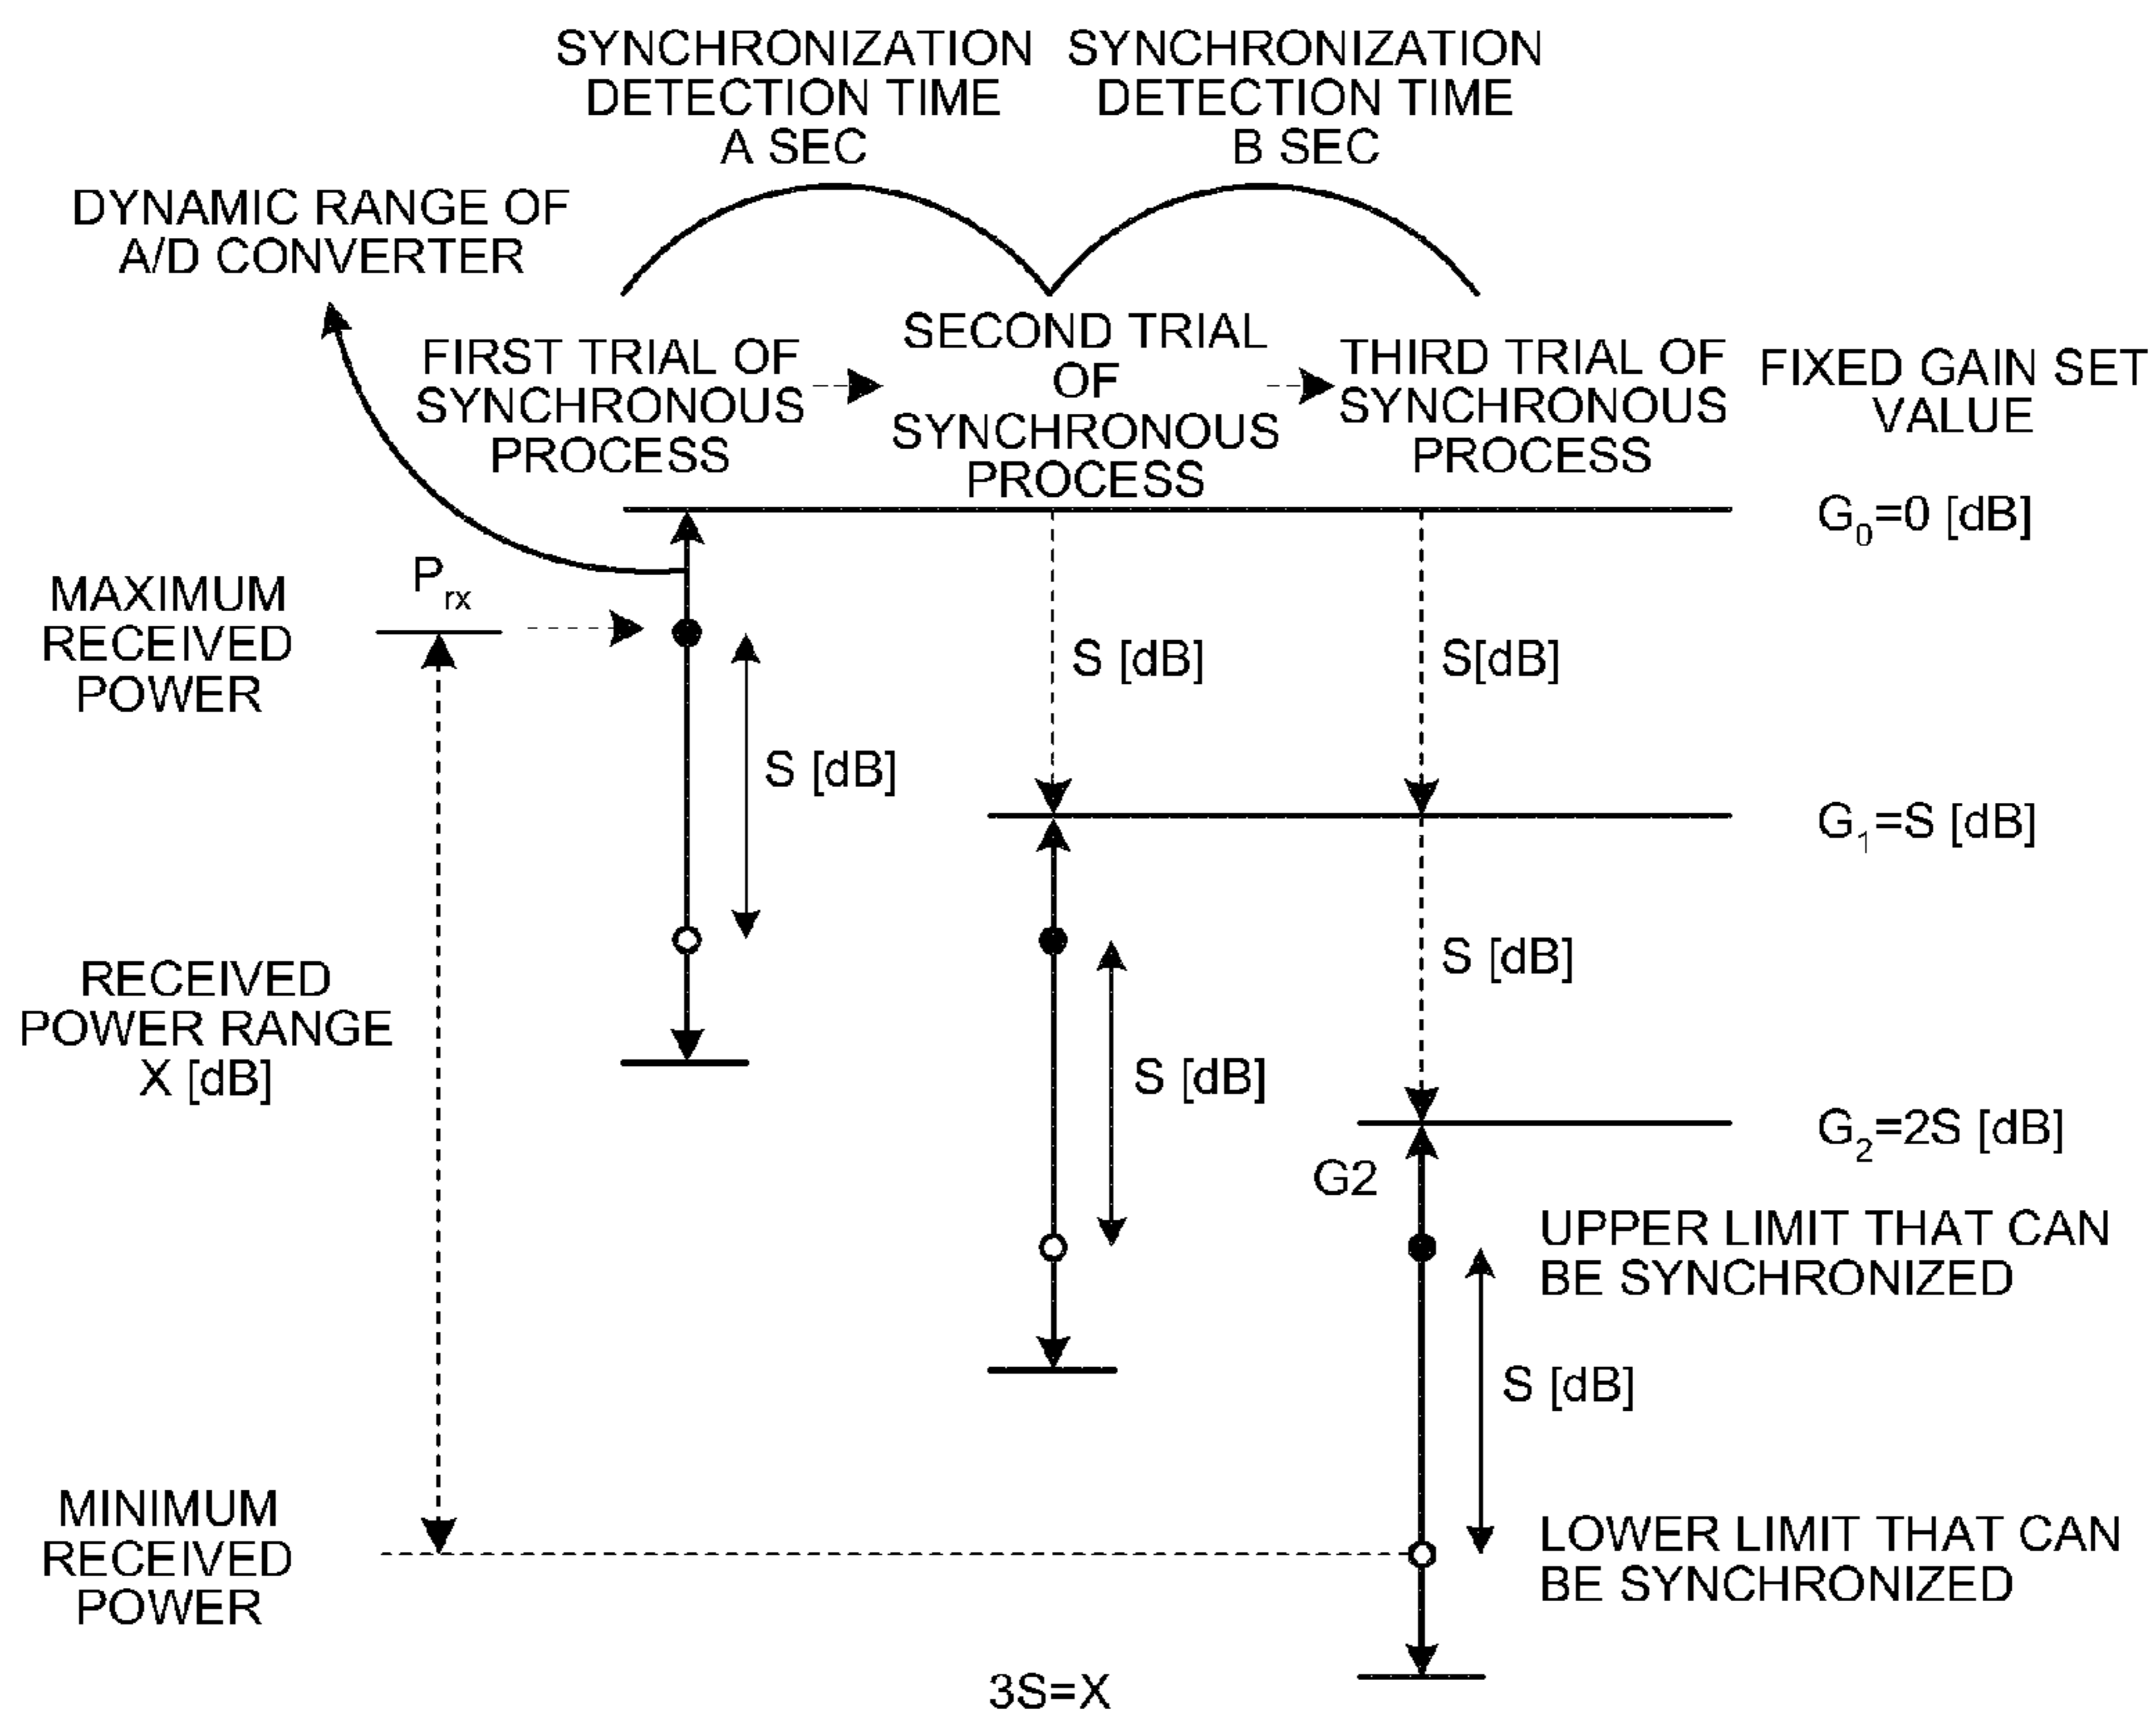 SYNCHRONIZATION
DETECTION TIME
A SEC
SYNCHRONIZATION
DETECTION TIME
B SEC
DYNAMIC RANGE OF
A/D CONVERTER
FIRST TRIAL OF
SYNCHRONOUS
PROCESS
SECOND TRIAL
OF
SYNCHRONOUS
PROCESS
THIRD TRIAL OF
SYNCHRONOUS
PROCESS
FIXED GAIN SET
VALUE
G0=0 [dB]
Prx
MAXIMUM
RECEIVED
POWER
S [dB]
S[dB]
S [dB]
G1=S [dB]
RECEIVED
POWER RANGE
X [dB]
S [dB]
S [dB]
G2=2S [dB]
G2
UPPER LIMIT THAT CAN
BE SYNCHRONIZED
S [dB]
MINIMUM
RECEIVED
POWER
LOWER LIMIT THAT CAN
BE SYNCHRONIZED
3S=X